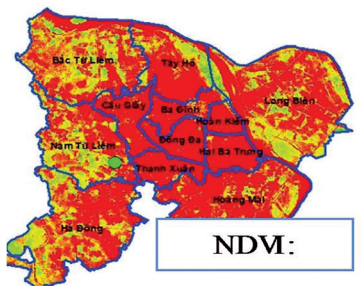 Bắc Từ Liêm
Tây Hồ
Long Biên
Cầu Giấy
Ba Đình
Hoàn Kiếm
Đống Đa
Nam Từ Liêm
Hai Bà Trưng
Thanh Xuân
Hoàng Mai
Hà Đông
NDVI: